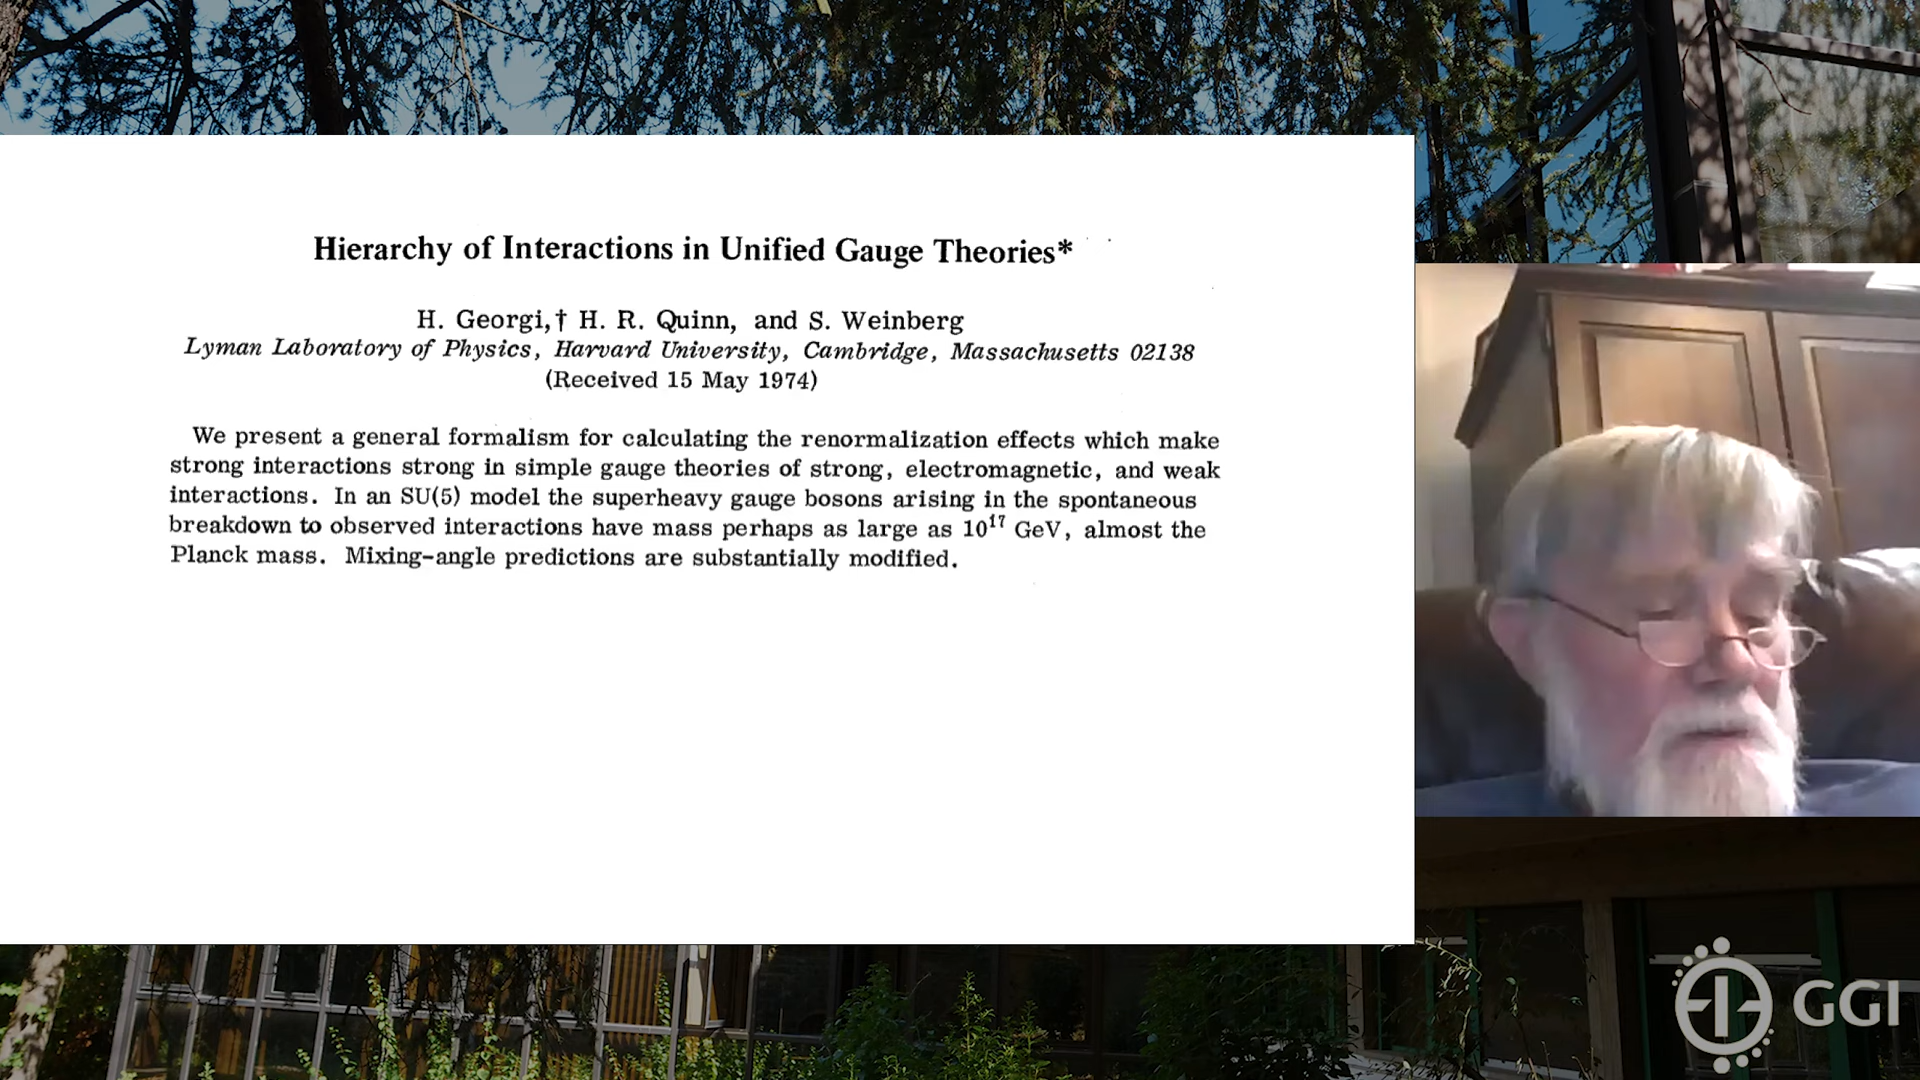 Hierarchy of Interactions in Unified Gauge Theories*
H. Georgi,† H. R. Quinn, and S. Weinberg
Lyman Laboratory of Physics, Harvard University, Cambridge, Massachusetts 02138
(Received 15 May 1974)
We present a general formalism for calculating the renormalization effects which make
strong interactions strong in simple gauge theories of strong, electromagnetic, and weak
interactions. In an SU(5) model the superheavy gauge bosons arising in the spontaneous
breakdown to observed interactions have mass perhaps as large as 10¹⁷ GeV, almost the
Planck mass. Mixing-angle predictions are substantially modified.
GGI